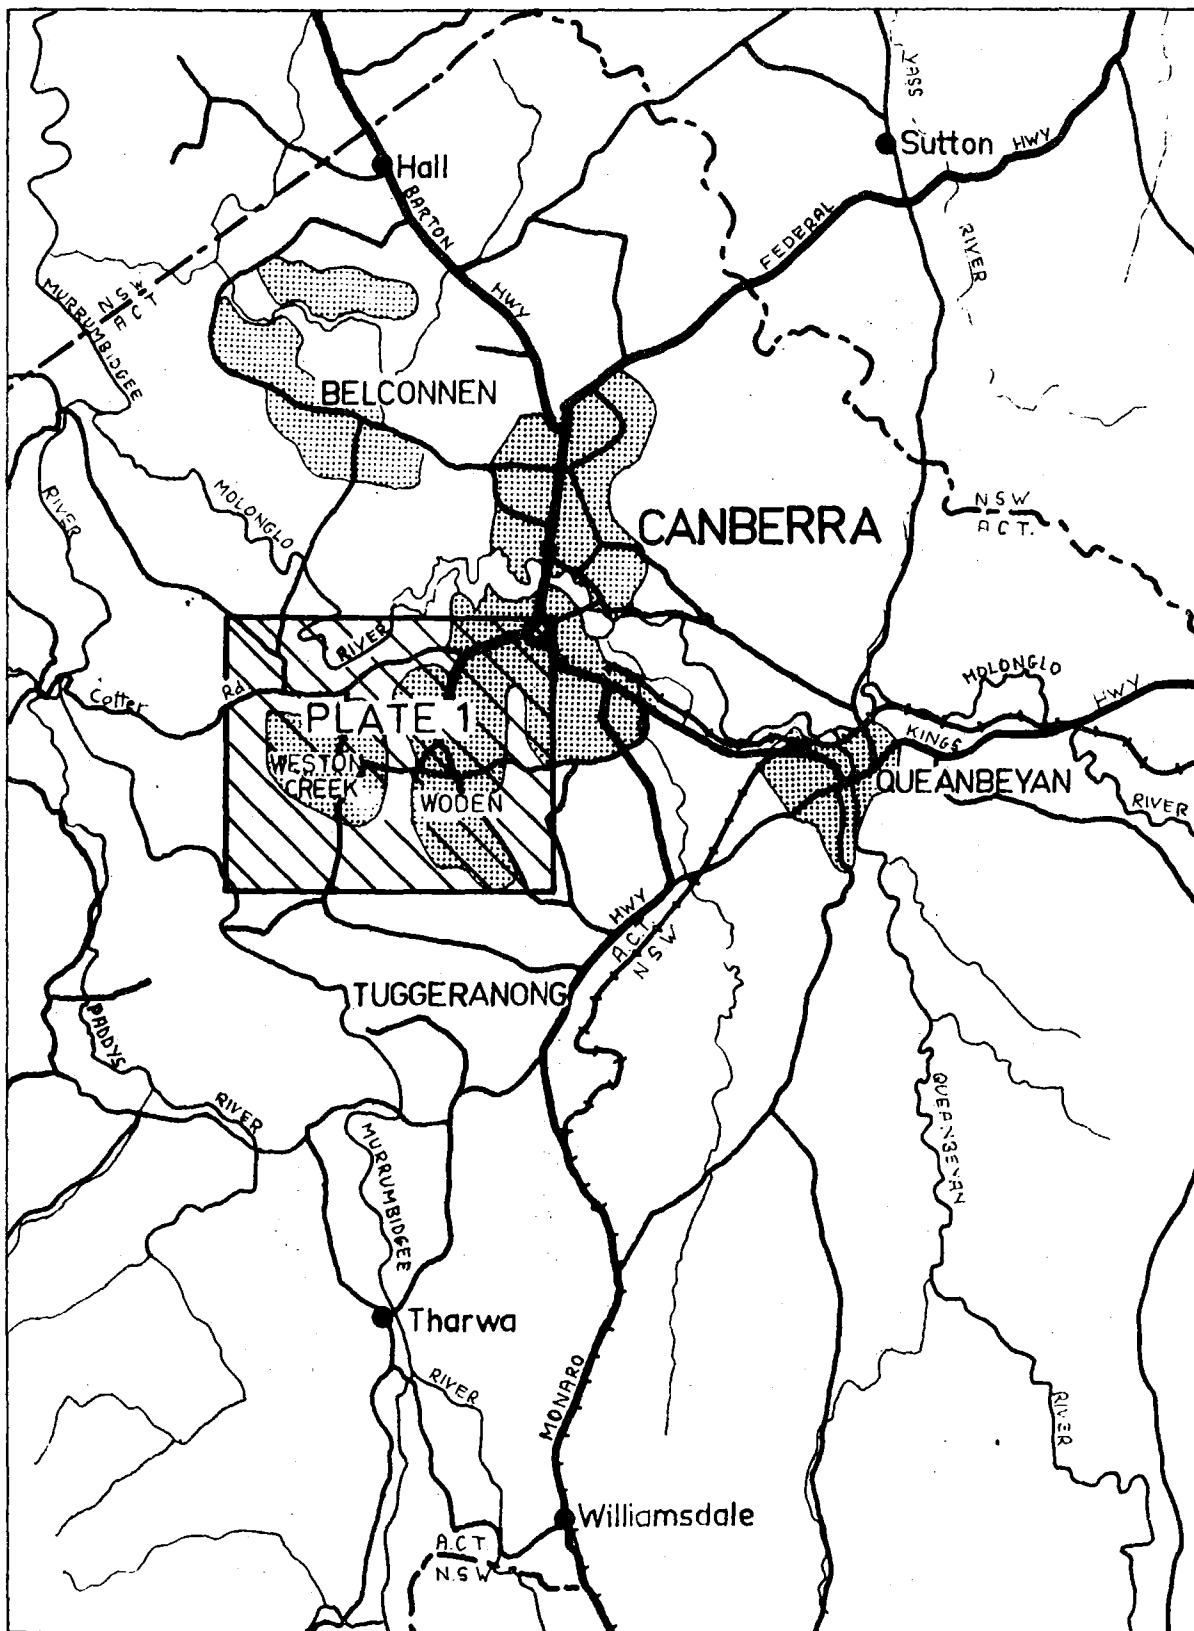 YASS
Sutton
HWY
Hall
BARTON
FEDERAL
RIVER
HWY
N S W
A C T
MURRUMBIDGEE
BELCONNEN
RIVER
MOLONGLO
CANBERRA
N S W
A C T.
RIVER
MOLONGLO
Cotter
Rd
HWY
PLATE 1
KINGS
WESTON
CREEK
WODEN
QUEANBEYAN
RIVER
HWY
A.C.T.
N S W
TUGGERANONG
PADDYS
RIVER
MURRUMBIDGEE
QUEANBEYAN
Tharwa
RIVER
MONARO
RIVER
Williamsdale
A.C.T.
N.S W